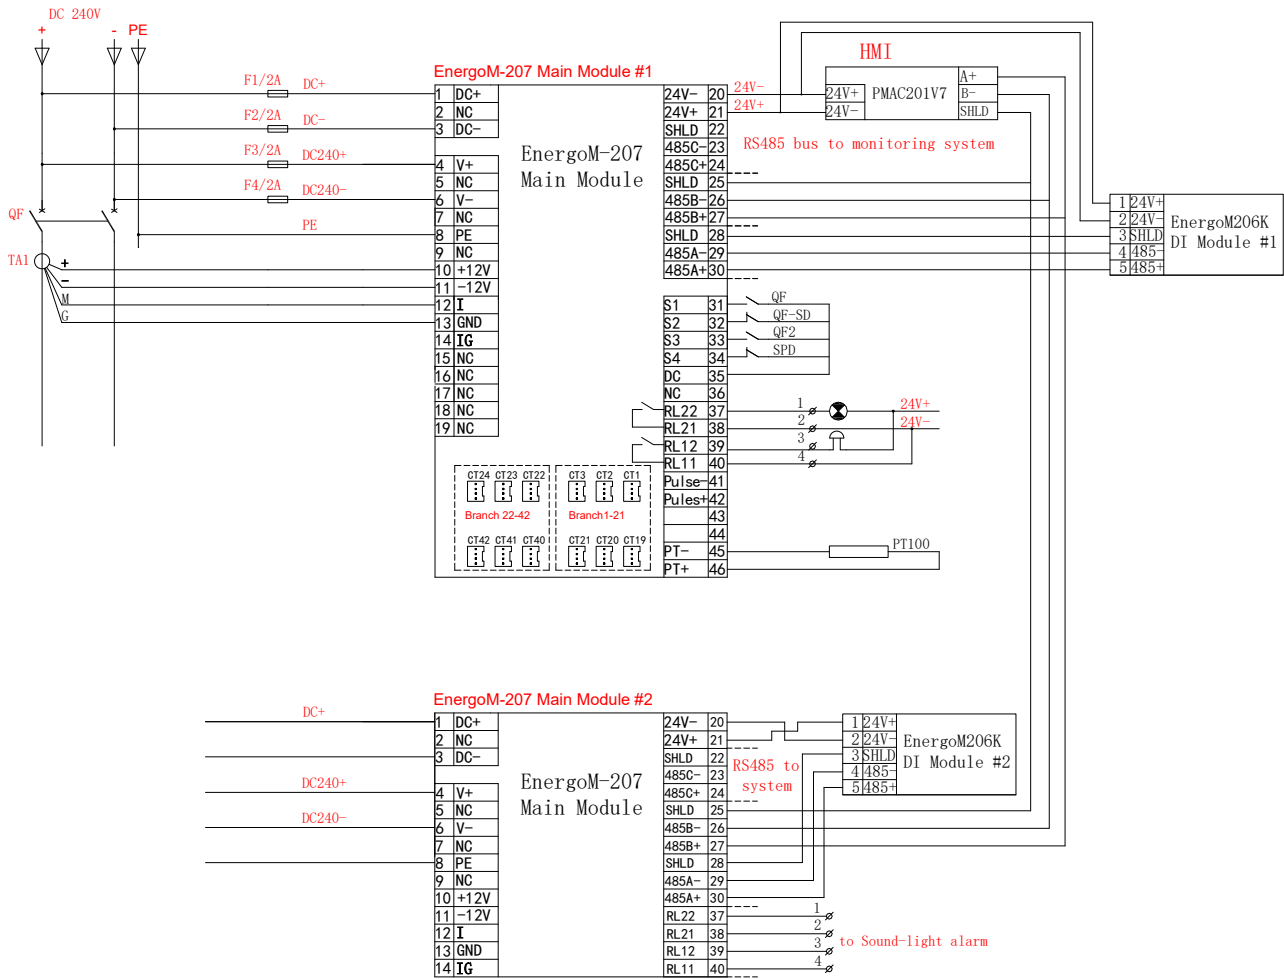 DC 240V
+ - PE
F1/2A DC+
F2/2A DC-
F3/2A DC240+
F4/2A DC240-
PE
QF
TA1
+
-
M
G
EnergoM-207 Main Module #1
EnergoM-207
Main Module
1 DC+
2 NC
3 DC-
4 V+
5 NC
6 V-
7 NC
8 PE
9 NC
10 +12V
11 -12V
12 I
13 GND
14 IG
15 NC
16 NC
17 NC
18 NC
19 NC
24V- 20
24V+ 21
SHLD 22
485C- 23
485C+ 24
SHLD 25
485B- 26
485B+ 27
SHLD 28
485A- 29
485A+ 30
S1 31
S2 32
S3 33
S4 34
DC 35
NC 36
RL22 37
RL21 38
RL12 39
RL11 40
Pulse- 41
Pules+ 42
43
44
PT- 45
PT+ 46
CT24 CT23 CT22
Branch 22-42
CT42 CT41 CT40
CT3 CT2 CT1
Branch1-21
CT21 CT20 CT19
24V-
24V+
HMI
24V+
24V-
PMAC201V7
A+
B-
SHLD
RS485 bus to monitoring system
1 24V+
2 24V-
3 SHLD
4 485-
5 485+
EnergoM206K
DI Module #1
QF
QF-SD
QF2
SPD
1
2
3
4
24V+
24V-
PT100
EnergoM-207 Main Module #2
DC+
DC240+
DC240-
EnergoM-207
Main Module
1 DC+
2 NC
3 DC-
4 V+
5 NC
6 V-
7 NC
8 PE
9 NC
10 +12V
11 -12V
12 I
13 GND
14 IG
24V- 20
24V+ 21
SHLD 22
485C- 23
485C+ 24
SHLD 25
485B- 26
485B+ 27
SHLD 28
485A- 29
485A+ 30
RL22 37
RL21 38
RL12 39
RL11 40
RS485 to
system
1 24V+
2 24V-
3 SHLD
4 485-
5 485+
EnergoM206K
DI Module #2
1
2
3
4
to Sound-light alarm